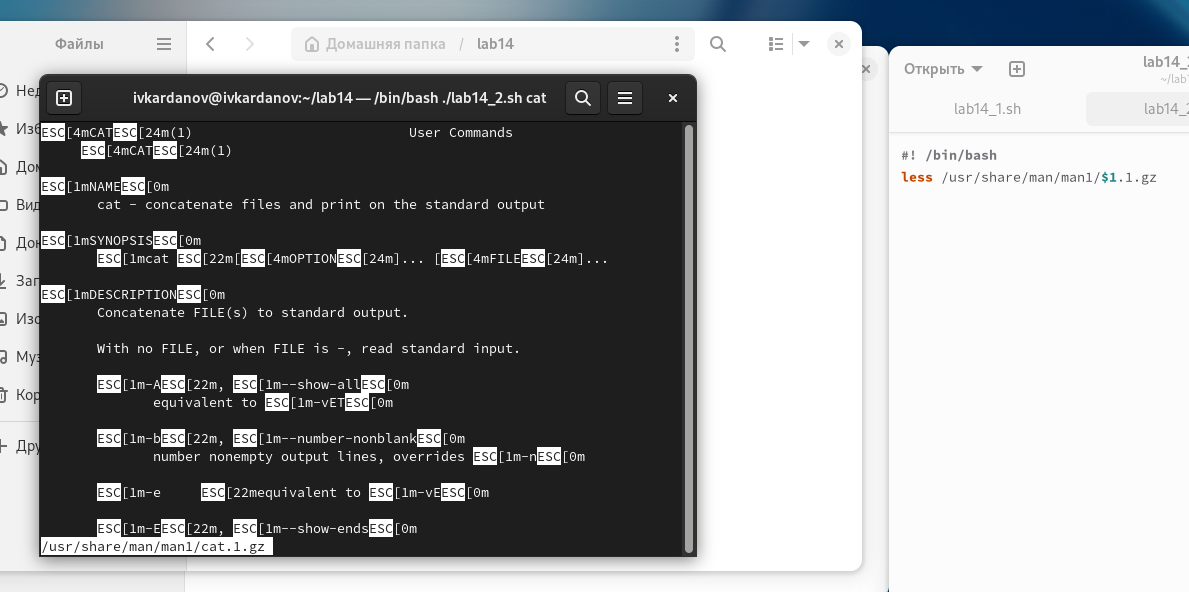 Файлы
Домашняя папка / lab14
ivkardanov@ivkardanov:~/lab14 — /bin/bash ./lab14_2.sh cat
ESC[4mCATESC[24m(1) User Commands
ESC[4mCATESC[24m(1)
ESC[1mNAMEESC[0m
cat - concatenate files and print on the standard output
ESC[1mSYNOPSISESC[0m
ESC[1mcat ESC[22m[ESC[4mOPTIONESC[24m]... [ESC[4mFILEESC[24m]...
ESC[1mDESCRIPTIONESC[0m
Concatenate FILE(s) to standard output.
With no FILE, or when FILE is -, read standard input.
ESC[1m-AESC[22m, ESC[1m--show-allESC[0m
equivalent to ESC[1m-vETESC[0m
ESC[1m-bESC[22m, ESC[1m--number-nonblankESC[0m
number nonempty output lines, overrides ESC[1m-nESC[0m
ESC[1m-e ESC[22mequivalent to ESC[1m-vEESC[0m
ESC[1m-EESC[22m, ESC[1m--show-endsESC[0m
/usr/share/man/man1/cat.1.gz
Нед
Изб
Дом
Вид
Док
Заг
Изо
Муз
Кор
Дру
Открыть
lab14_2
~/lab
lab14_1.sh
lab14_2
#! /bin/bash
less /usr/share/man/man1/$1.1.gz